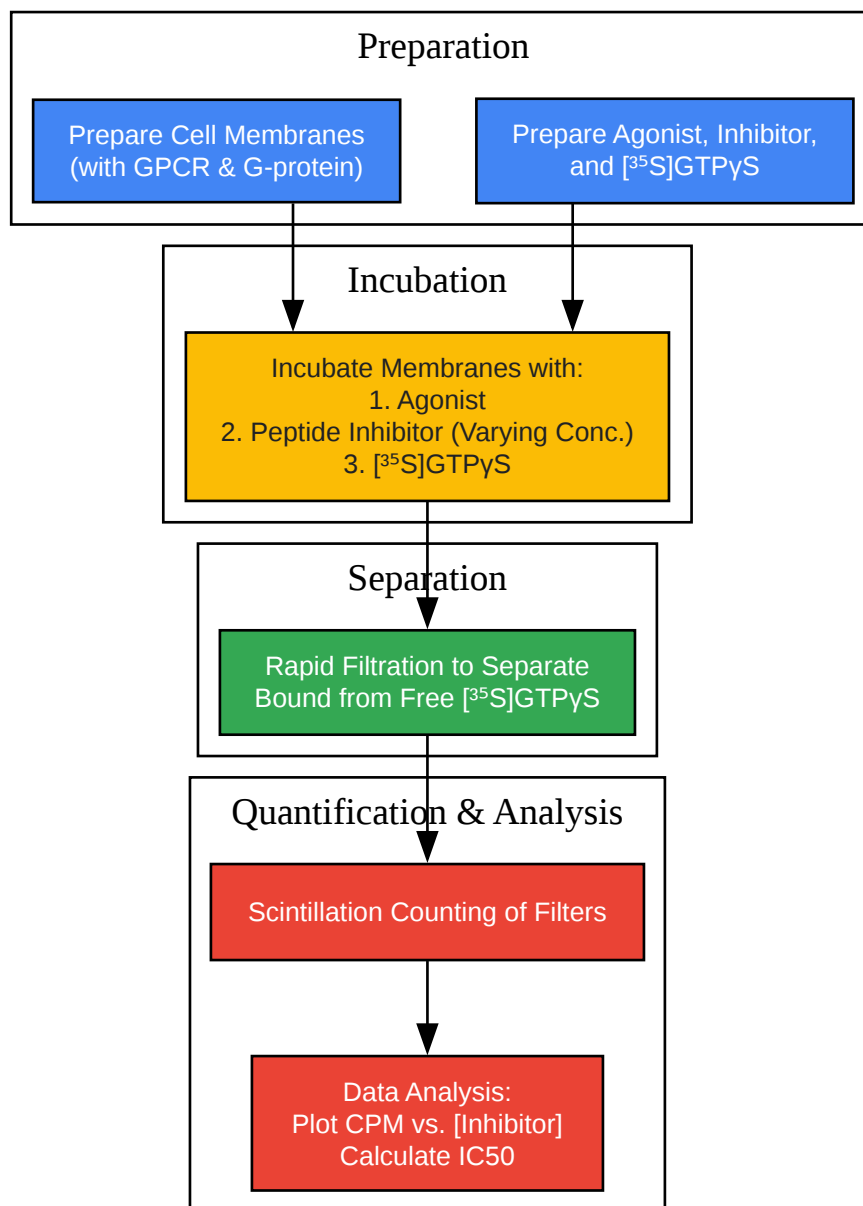 Preparation
Prepare Cell Membranes
(with GPCR & G-protein)
Prepare Agonist, Inhibitor,
and [³⁵S]GTPγS
Incubation
Incubate Membranes with:
1. Agonist
2. Peptide Inhibitor (Varying Conc.)
3. [³⁵S]GTPγS
Separation
Rapid Filtration to Separate
Bound from Free [³⁵S]GTPγS
Quantification & Analysis
Scintillation Counting of Filters
Data Analysis:
Plot CPM vs. [Inhibitor]
Calculate IC50